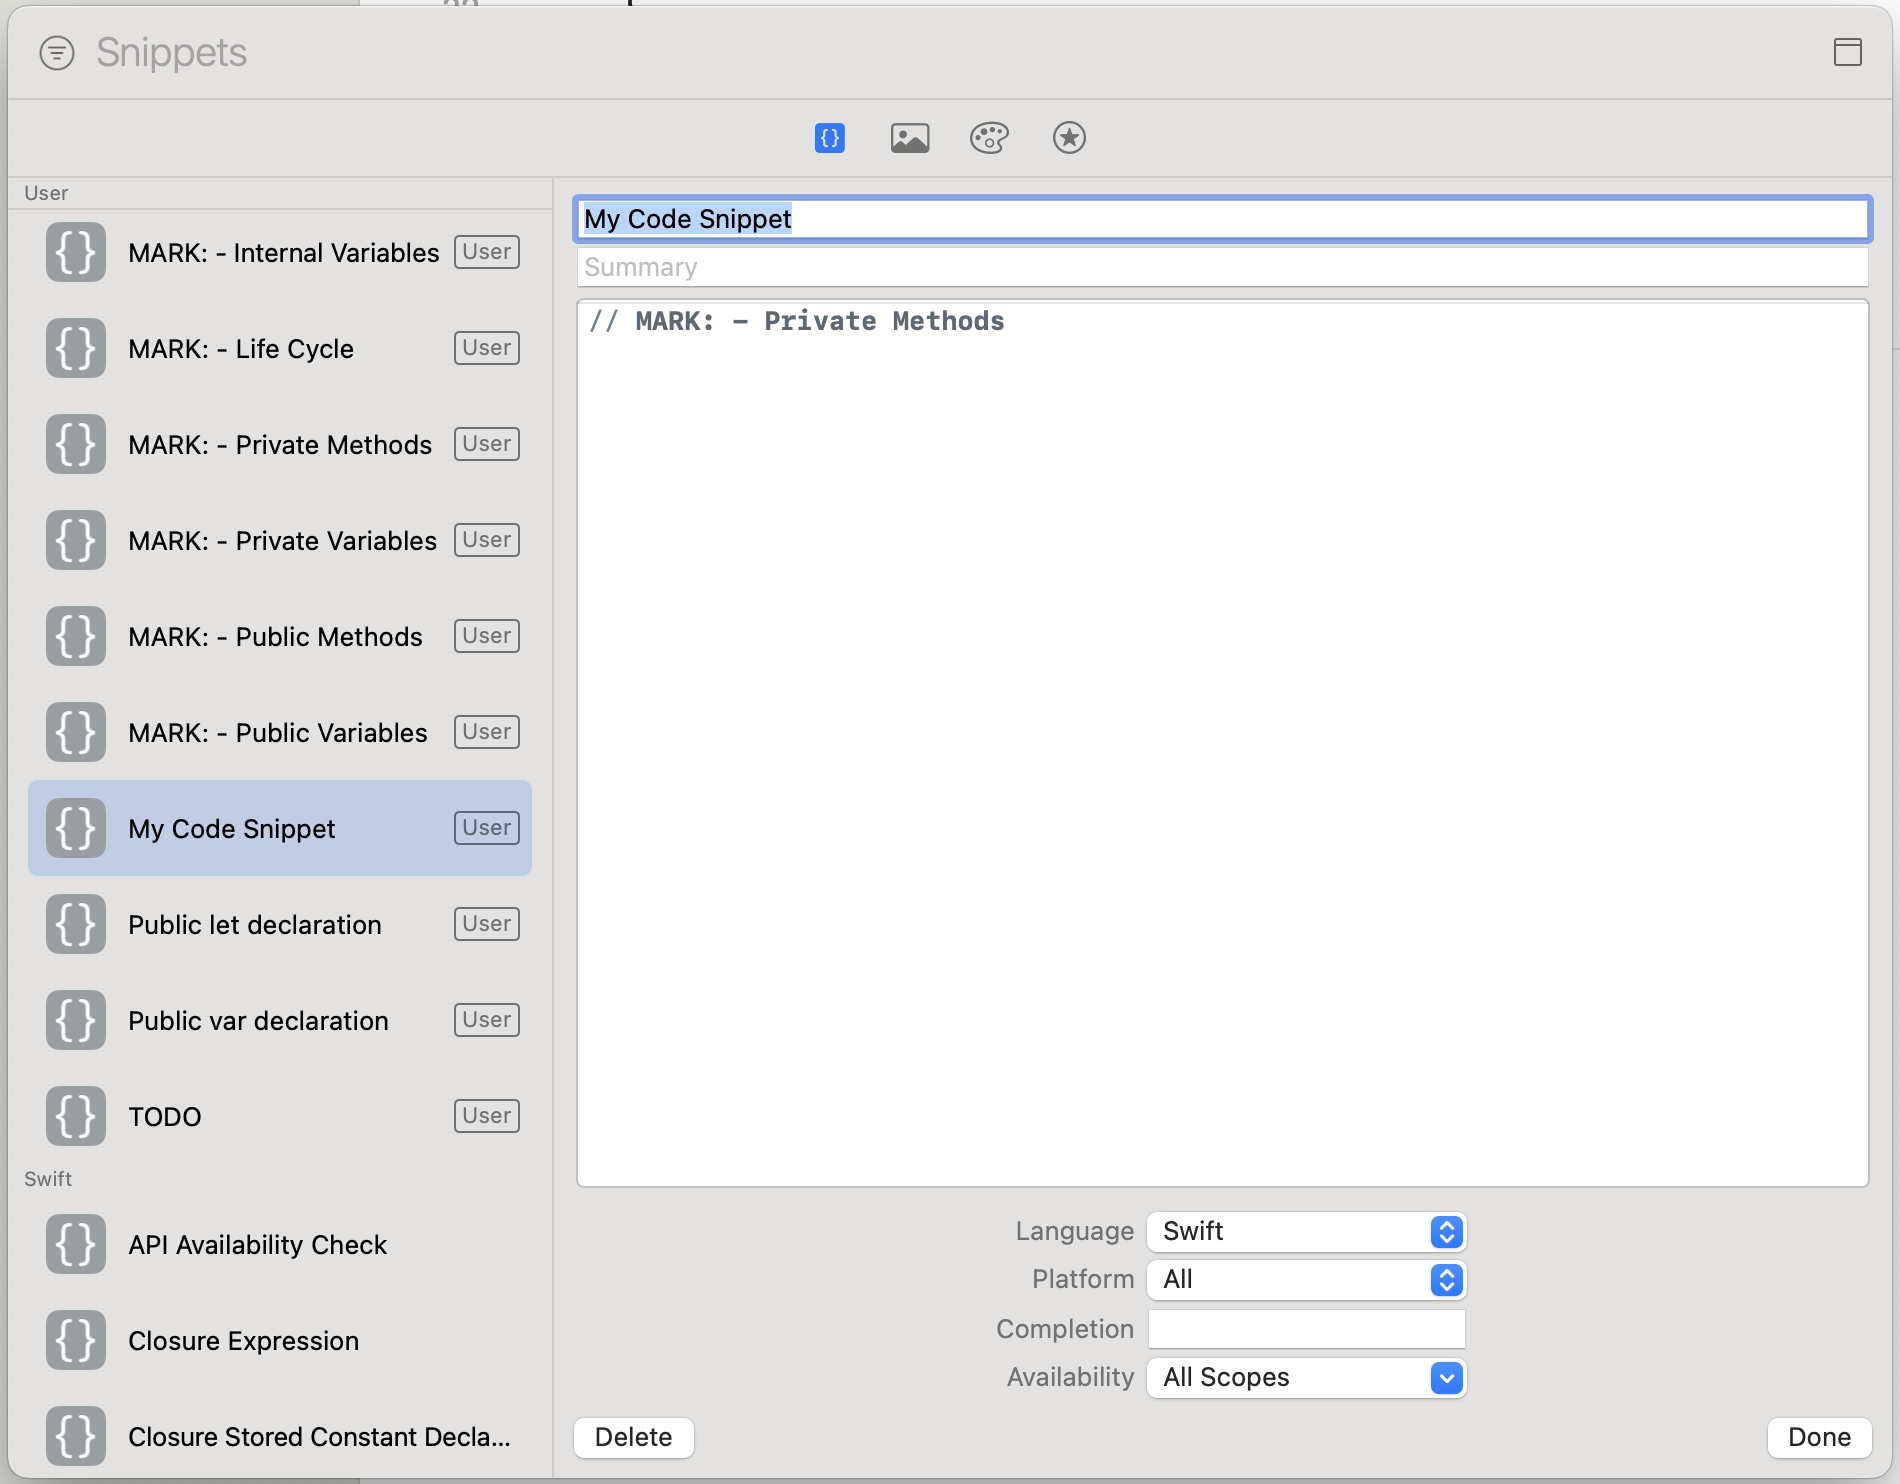 Snippets
User
MARK: - Internal Variables User
MARK: - Life Cycle User
MARK: - Private Methods User
MARK: - Private Variables User
MARK: - Public Methods User
MARK: - Public Variables User
My Code Snippet User
Public let declaration User
Public var declaration User
TODO User
Swift
API Availability Check
Closure Expression
Closure Stored Constant Decla...
My Code Snippet
Summary
// MARK: - Private Methods
Language Swift
Platform All
Completion
Availability All Scopes
Delete Done